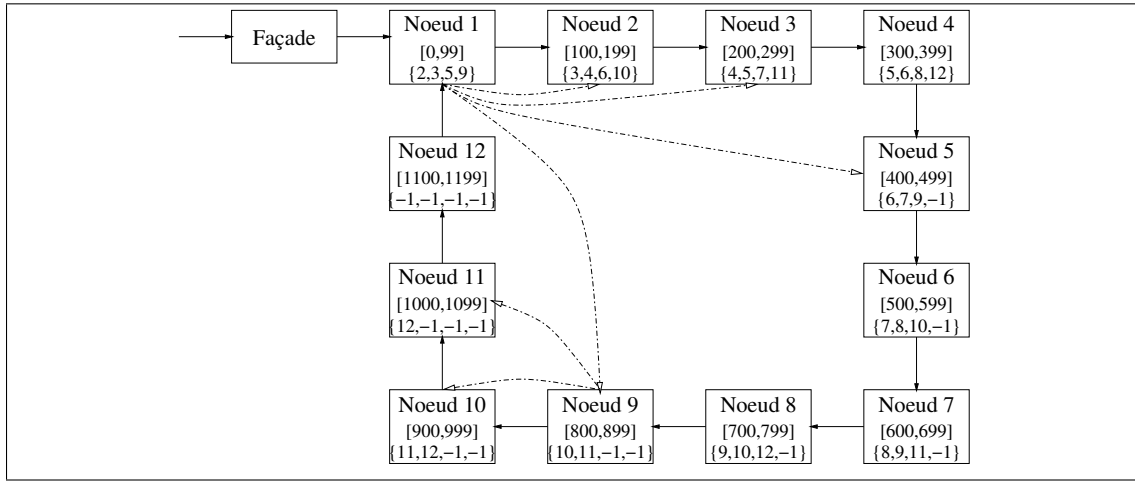 Façade
Noeud 1
[0,99]
{2,3,5,9}
Noeud 2
[100,199]
{3,4,6,10}
Noeud 3
[200,299]
{4,5,7,11}
Noeud 4
[300,399]
{5,6,8,12}
Noeud 12
[1100,1199]
{−1,−1,−1,−1}
Noeud 5
[400,499]
{6,7,9,−1}
Noeud 11
[1000,1099]
{12,−1,−1,−1}
Noeud 6
[500,599]
{7,8,10,−1}
Noeud 10
[900,999]
{11,12,−1,−1}
Noeud 9
[800,899]
{10,11,−1,−1}
Noeud 8
[700,799]
{9,10,12,−1}
Noeud 7
[600,699]
{8,9,11,−1}